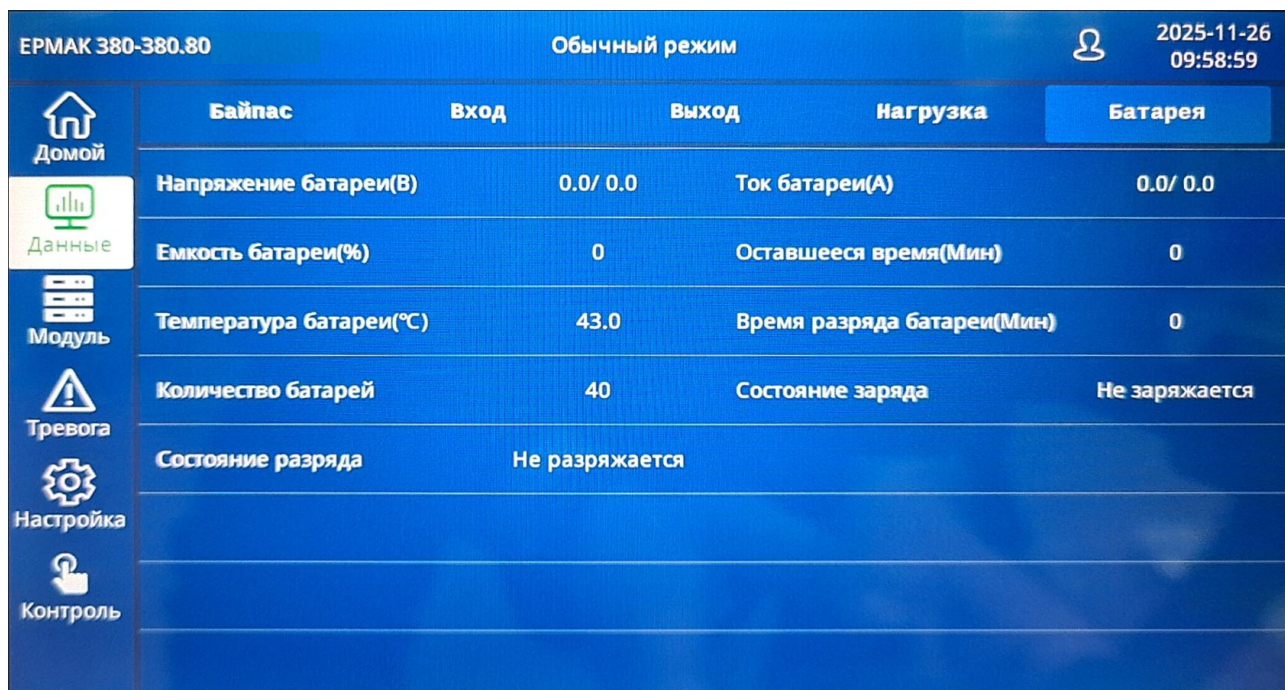 ЕРМАК 380-380.80 Обычный режим 2025-11-26
09:58:59
Байпас Вход Выход Нагрузка Батарея
Домой
Напряжение батареи(В) 0.0/ 0.0 Ток батареи(А) 0.0/ 0.0
Данные
Емкость батареи(%) 0 Оставшееся время(Мин) 0
Модуль
Температура батареи(℃) 43.0 Время разряда батареи(Мин) 0
Количество батарей 40 Состояние заряда Не заряжается
Тревога
Состояние разряда Не разряжается
Настройка
Контроль